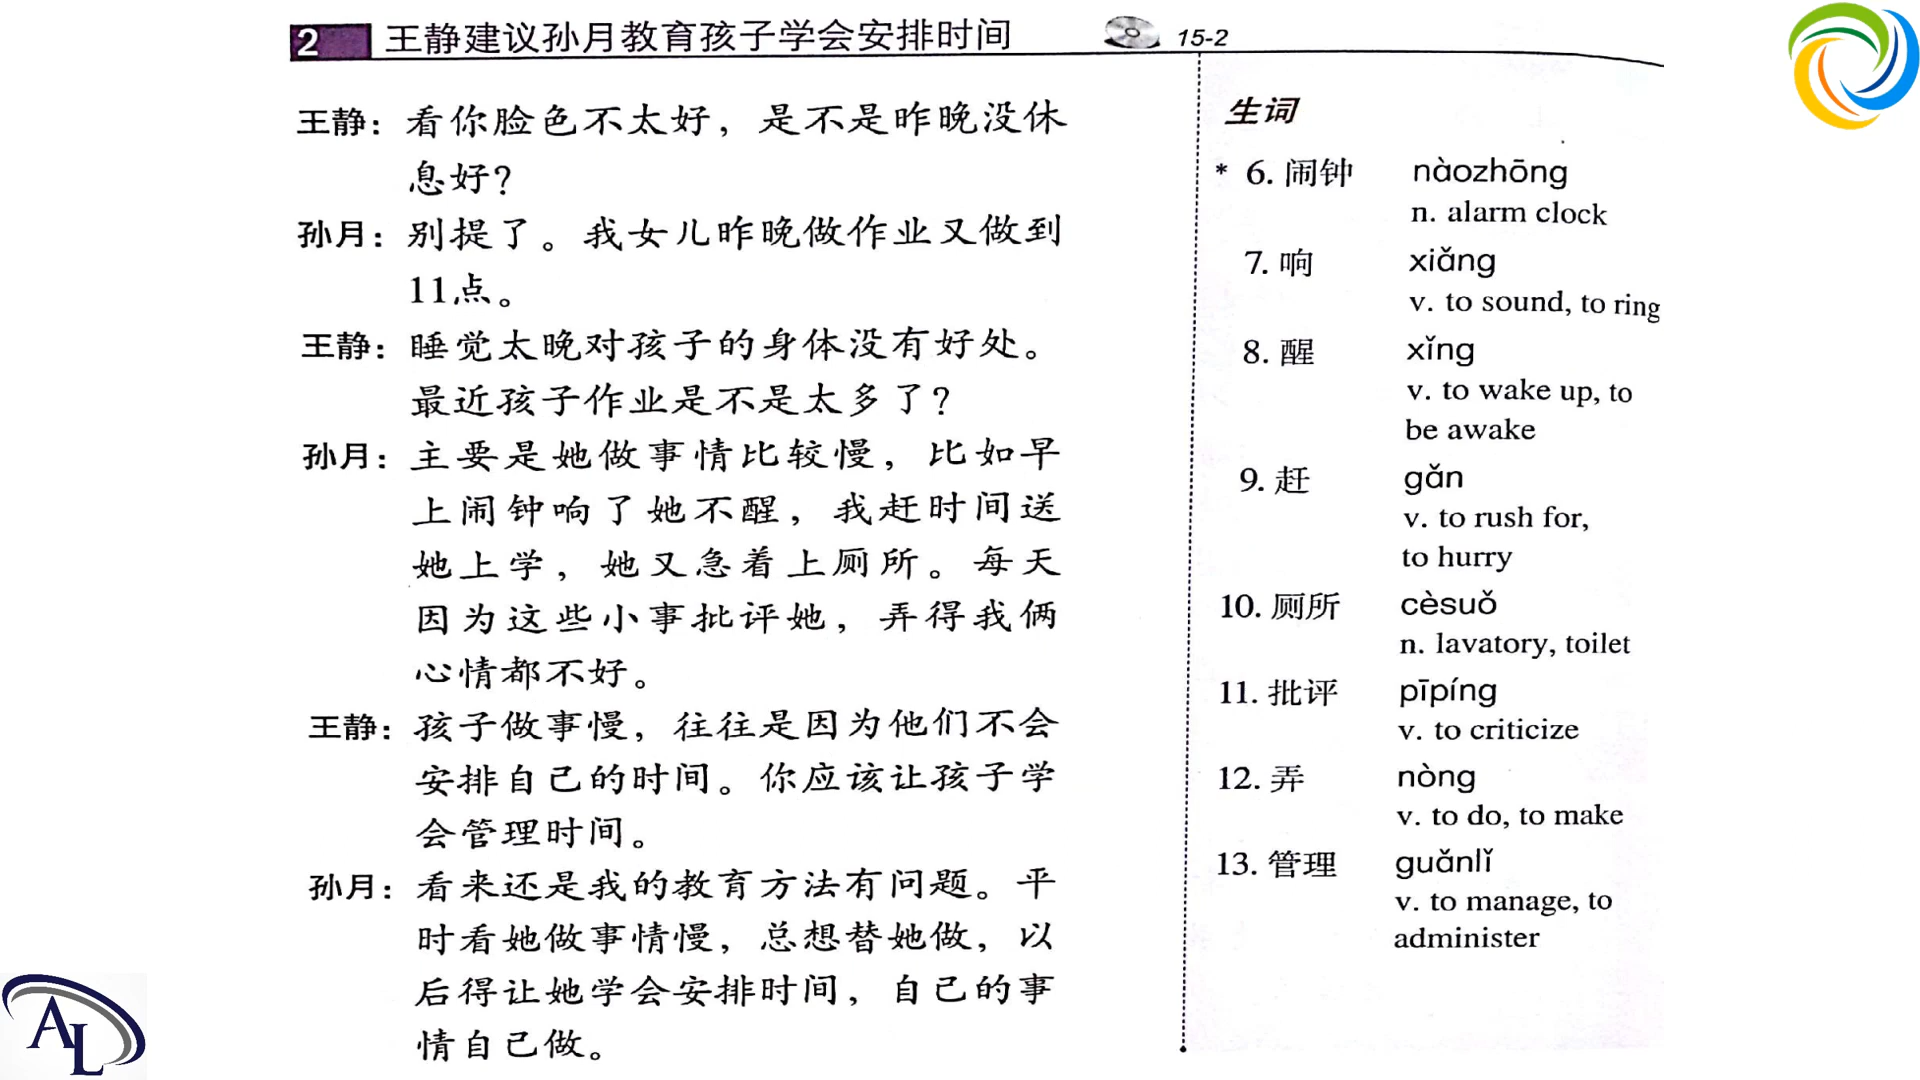 2 王静建议孙月教育孩子学会安排时间 15-2
王静：看你脸色不太好，是不是昨晚没休
息好？
孙月：别提了。我女儿昨晚做作业又做到
11点。
王静：睡觉太晚对孩子的身体没有好处。
最近孩子作业是不是太多了？
孙月：主要是她做事情比较慢，比如早
上闹钟响了她不醒，我赶时间送
她上学，她又急着上厕所。每天
因为这些小事批评她，弄得我俩
心情都不好。
王静：孩子做事慢，往往是因为他们不会
安排自己的时间。你应该让孩子学
会管理时间。
孙月：看来还是我的教育方法有问题。平
时看她做事情慢，总想替她做，以
后得让她学会安排时间，自己的事
情自己做。
生词
* 6. 闹钟 nàozhōng
n. alarm clock
7. 响 xiǎng
v. to sound, to ring
8. 醒 xǐng
v. to wake up, to
be awake
9. 赶 gǎn
v. to rush for,
to hurry
10. 厕所 cèsuǒ
n. lavatory, toilet
11. 批评 pīpíng
v. to criticize
12. 弄 nòng
v. to do, to make
13. 管理 guǎnlǐ
v. to manage, to
administer
AL